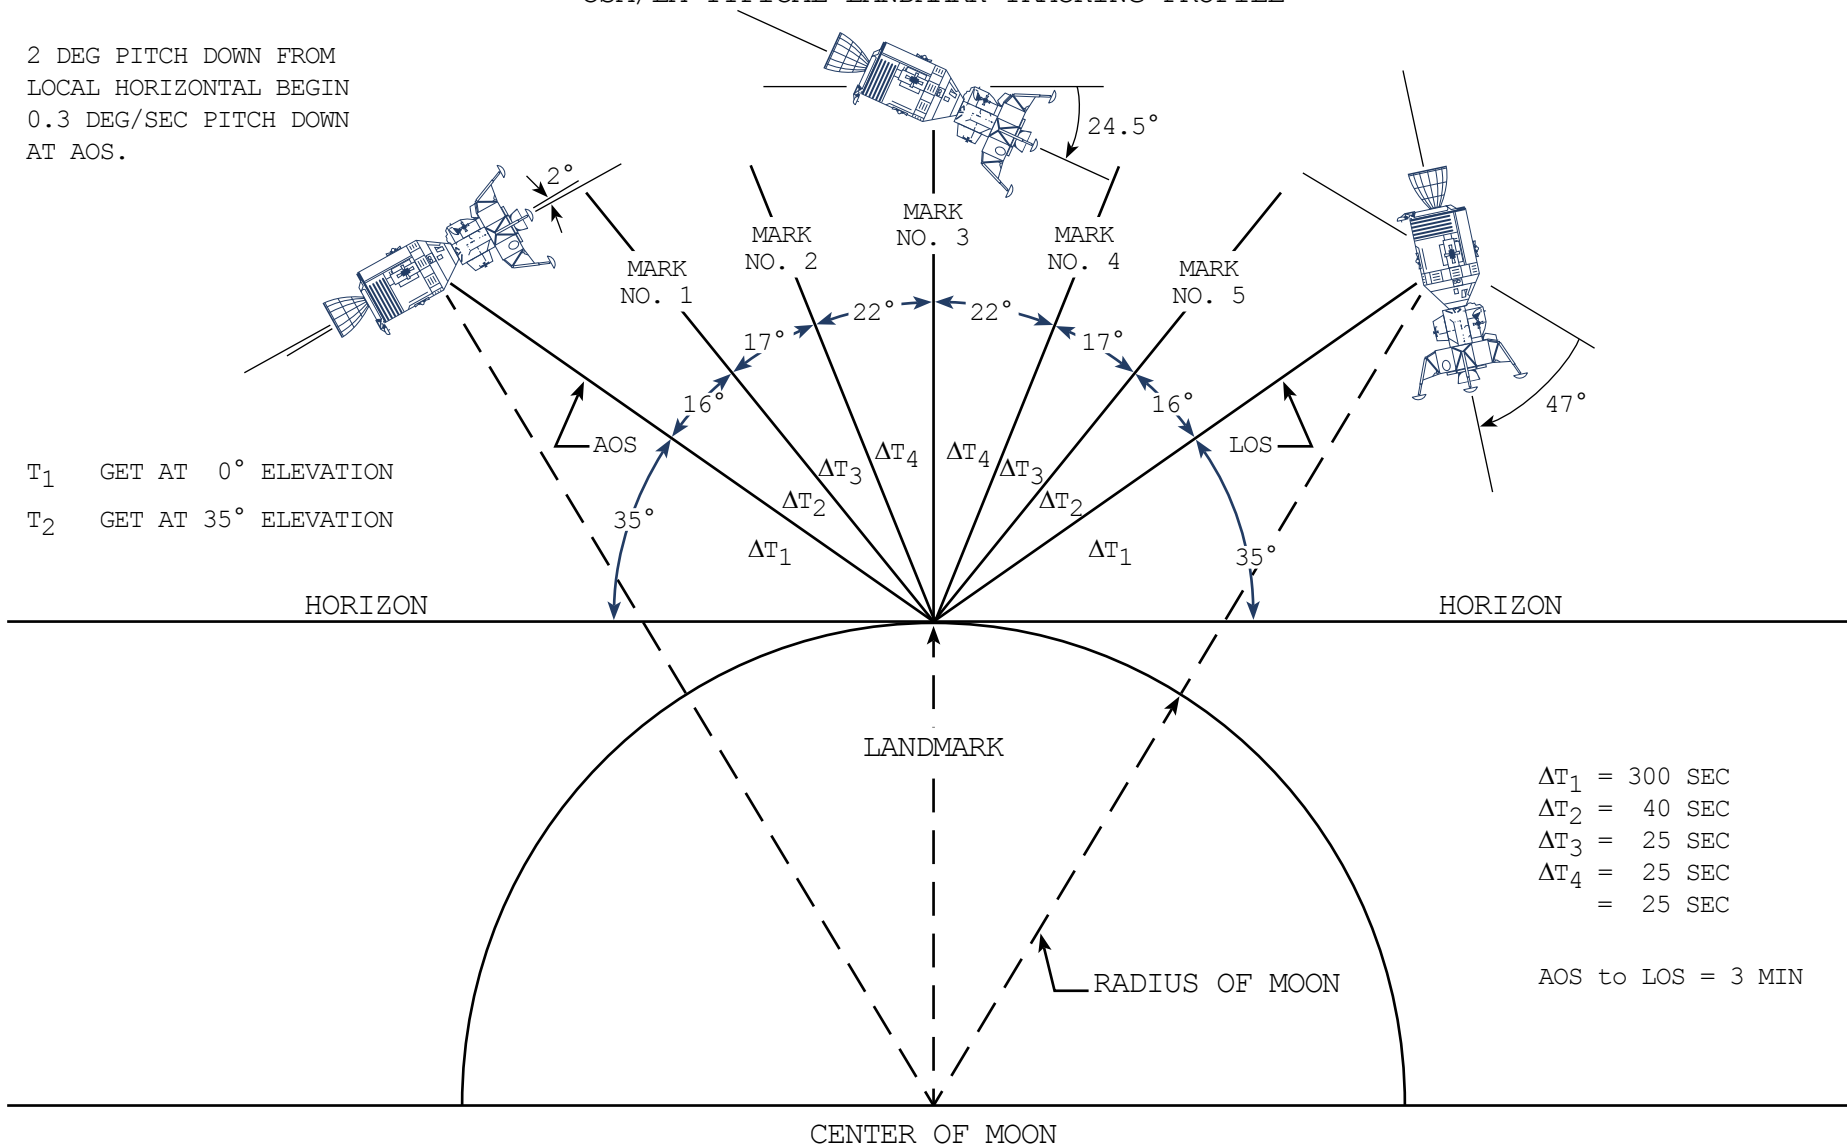 2 DEG PITCH DOWN FROM
LOCAL HORIZONTAL BEGIN
0.3 DEG/SEC PITCH DOWN
AT AOS.
2°
24.5°
47°
MARK
NO. 1
MARK
NO. 2
MARK
NO. 3
MARK
NO. 4
MARK
NO. 5
22° 22°
17° 17°
16° 16°
AOS
LOS
35° 35°
ΔT4 ΔT4
ΔT3 ΔT3
ΔT2 ΔT2
ΔT1 ΔT1
T1 GET AT 0° ELEVATION
T2 GET AT 35° ELEVATION
HORIZON HORIZON
LANDMARK
RADIUS OF MOON
ΔT1 = 300 SEC
ΔT2 = 40 SEC
ΔT3 = 25 SEC
ΔT4 = 25 SEC
= 25 SEC
AOS to LOS = 3 MIN
CENTER OF MOON